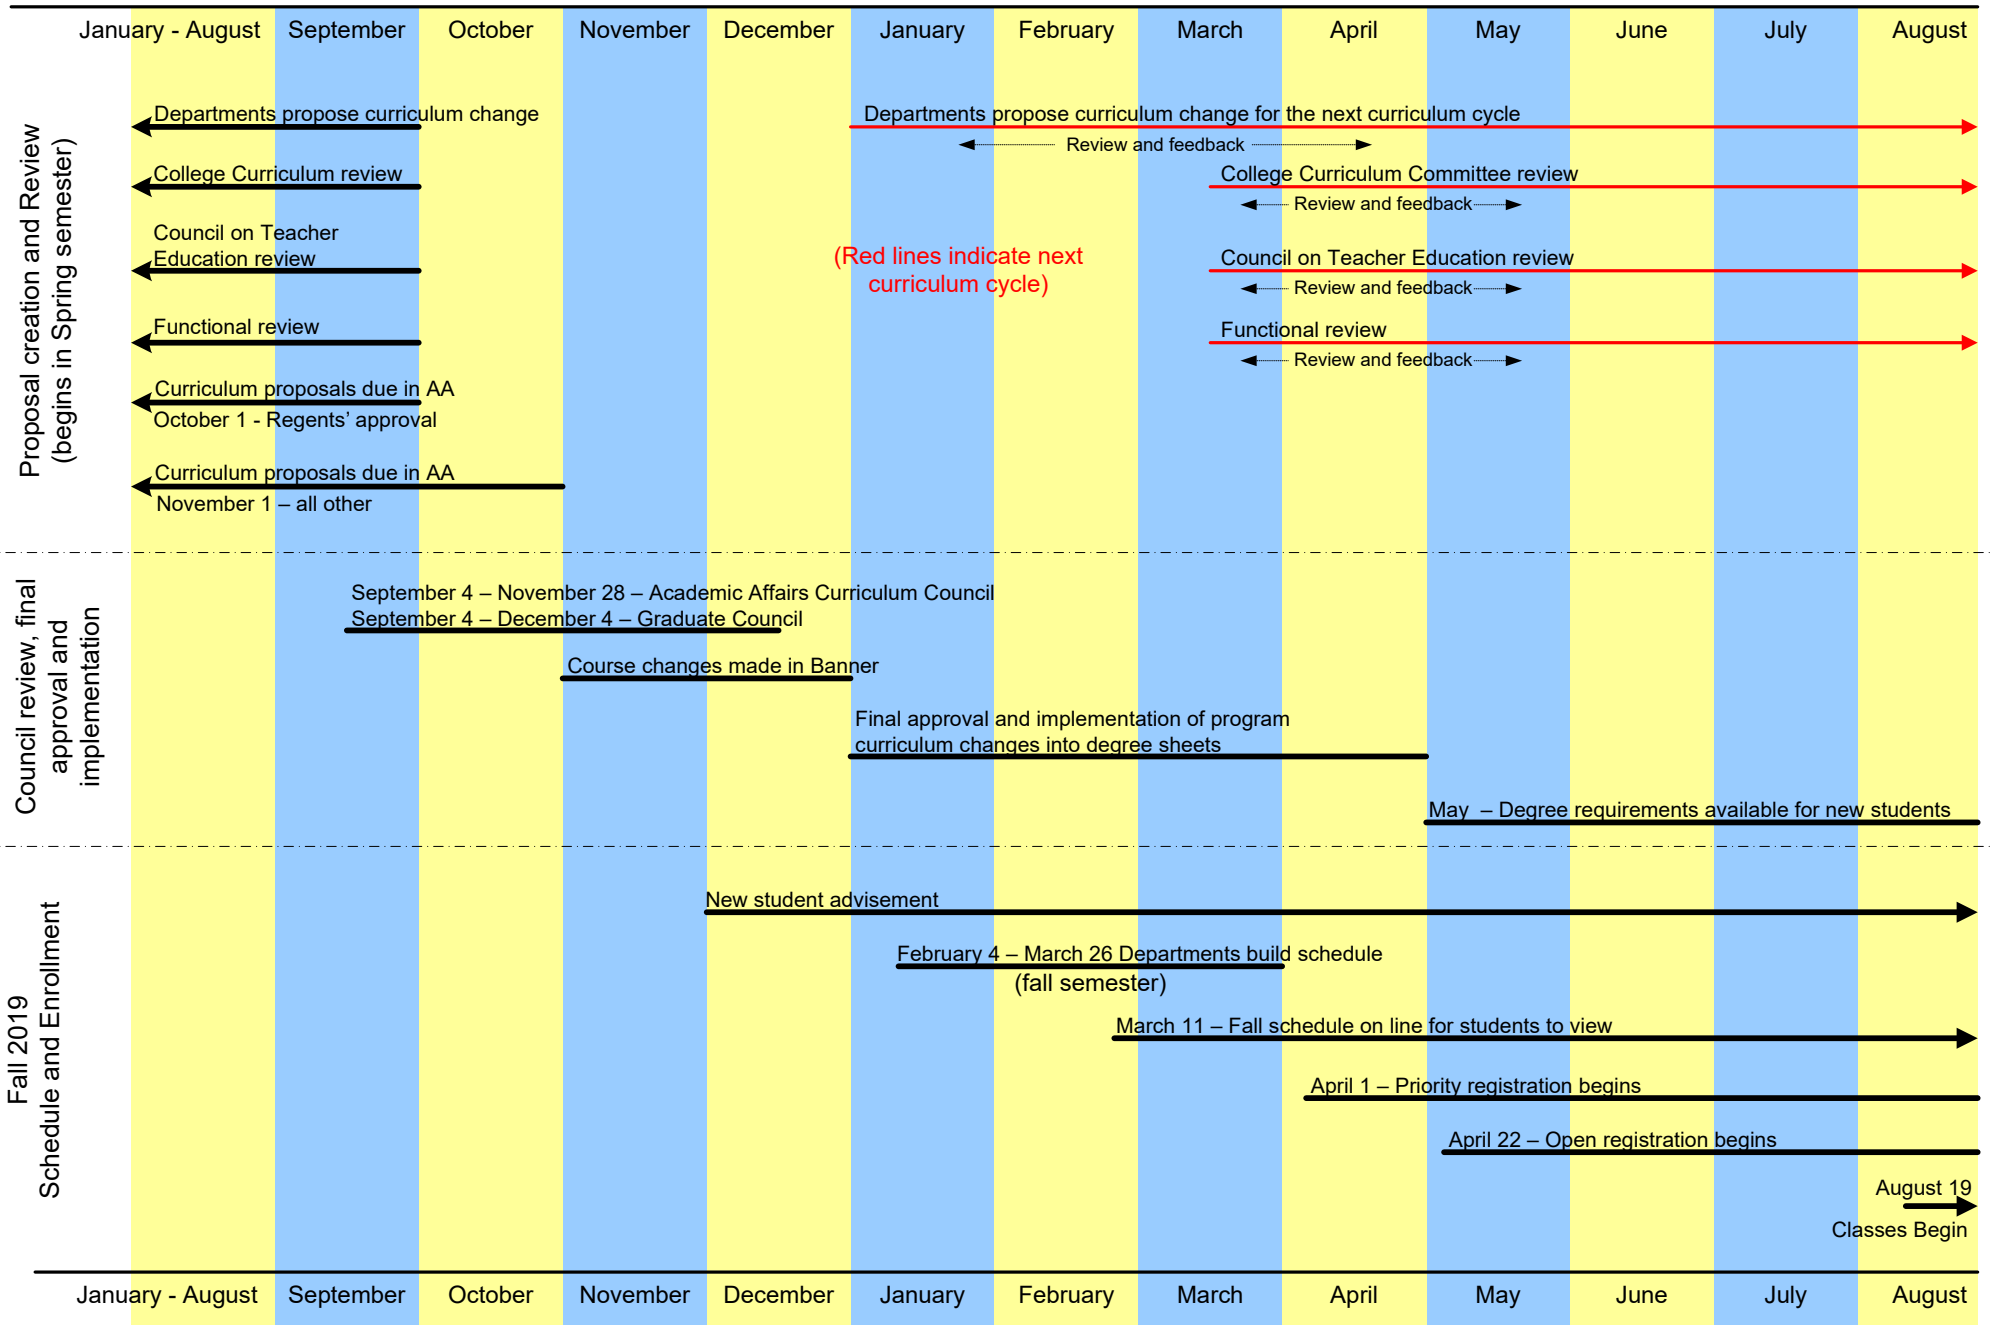 January - August September October November December January February March April May June July August
Proposal creation and Review
(begins in Spring semester)
Departments propose curriculum change
Departments propose curriculum change for the next curriculum cycle
Review and feedback
College Curriculum review
College Curriculum Committee review
Review and feedback
Council on Teacher
Education review
(Red lines indicate next
curriculum cycle)
Council on Teacher Education review
Review and feedback
Functional review
Functional review
Review and feedback
Curriculum proposals due in AA
October 1 - Regents’ approval
Curriculum proposals due in AA
November 1 – all other
Council review, final
approval and
implementation
September 4 – November 28 – Academic Affairs Curriculum Council
September 4 – December 4 – Graduate Council
Course changes made in Banner
Final approval and implementation of program
curriculum changes into degree sheets
May – Degree requirements available for new students
Fall 2019
Schedule and Enrollment
New student advisement
February 4 – March 26 Departments build schedule
(fall semester)
March 11 – Fall schedule on line for students to view
April 1 – Priority registration begins
April 22 – Open registration begins
August 19
Classes Begin
January - August September October November December January February March April May June July August